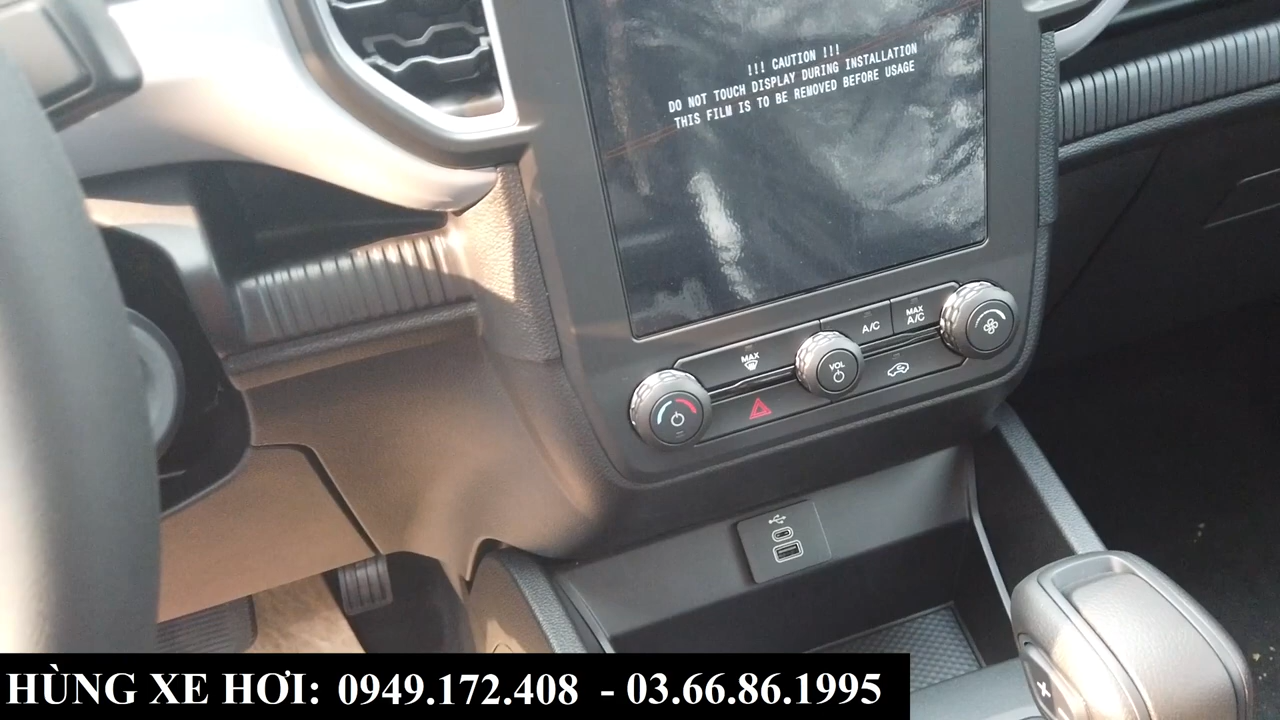 !!! CAUTION !!!
DO NOT TOUCH DISPLAY DURING INSTALLATION
THIS FILM IS TO BE REMOVED BEFORE USAGE
MAX
A/C
MAX
A/C
VOL
HÙNG XE HƠI: 0949.172.408 - 03.66.86.1995